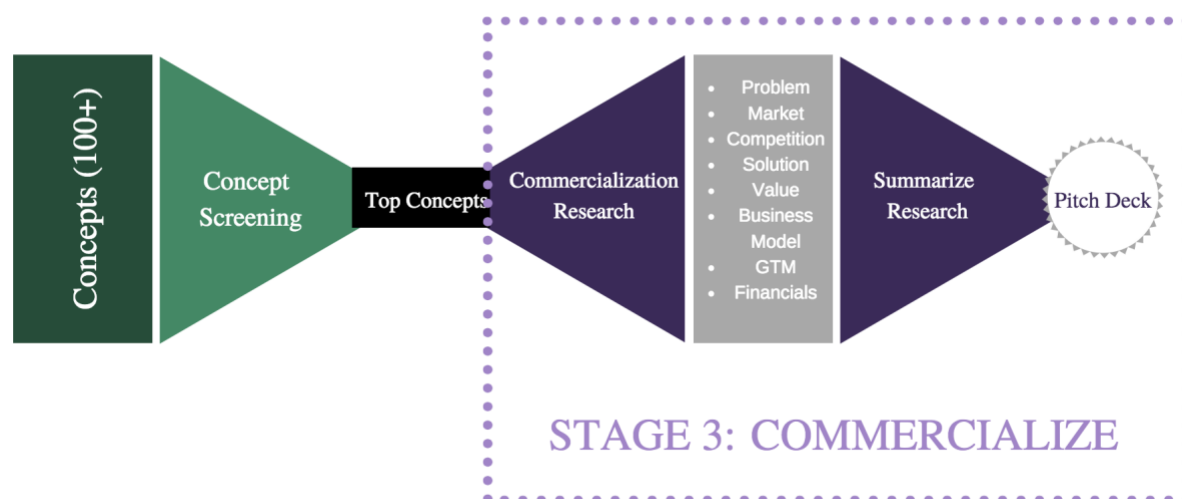 Concepts (100+)
Concept
Screening
Top Concepts
Commercialization
Research
• Problem
• Market
• Competition
• Solution
• Value
• Business
Model
• GTM
• Financials
Summarize
Research
Pitch Deck
STAGE 3: COMMERCIALIZE